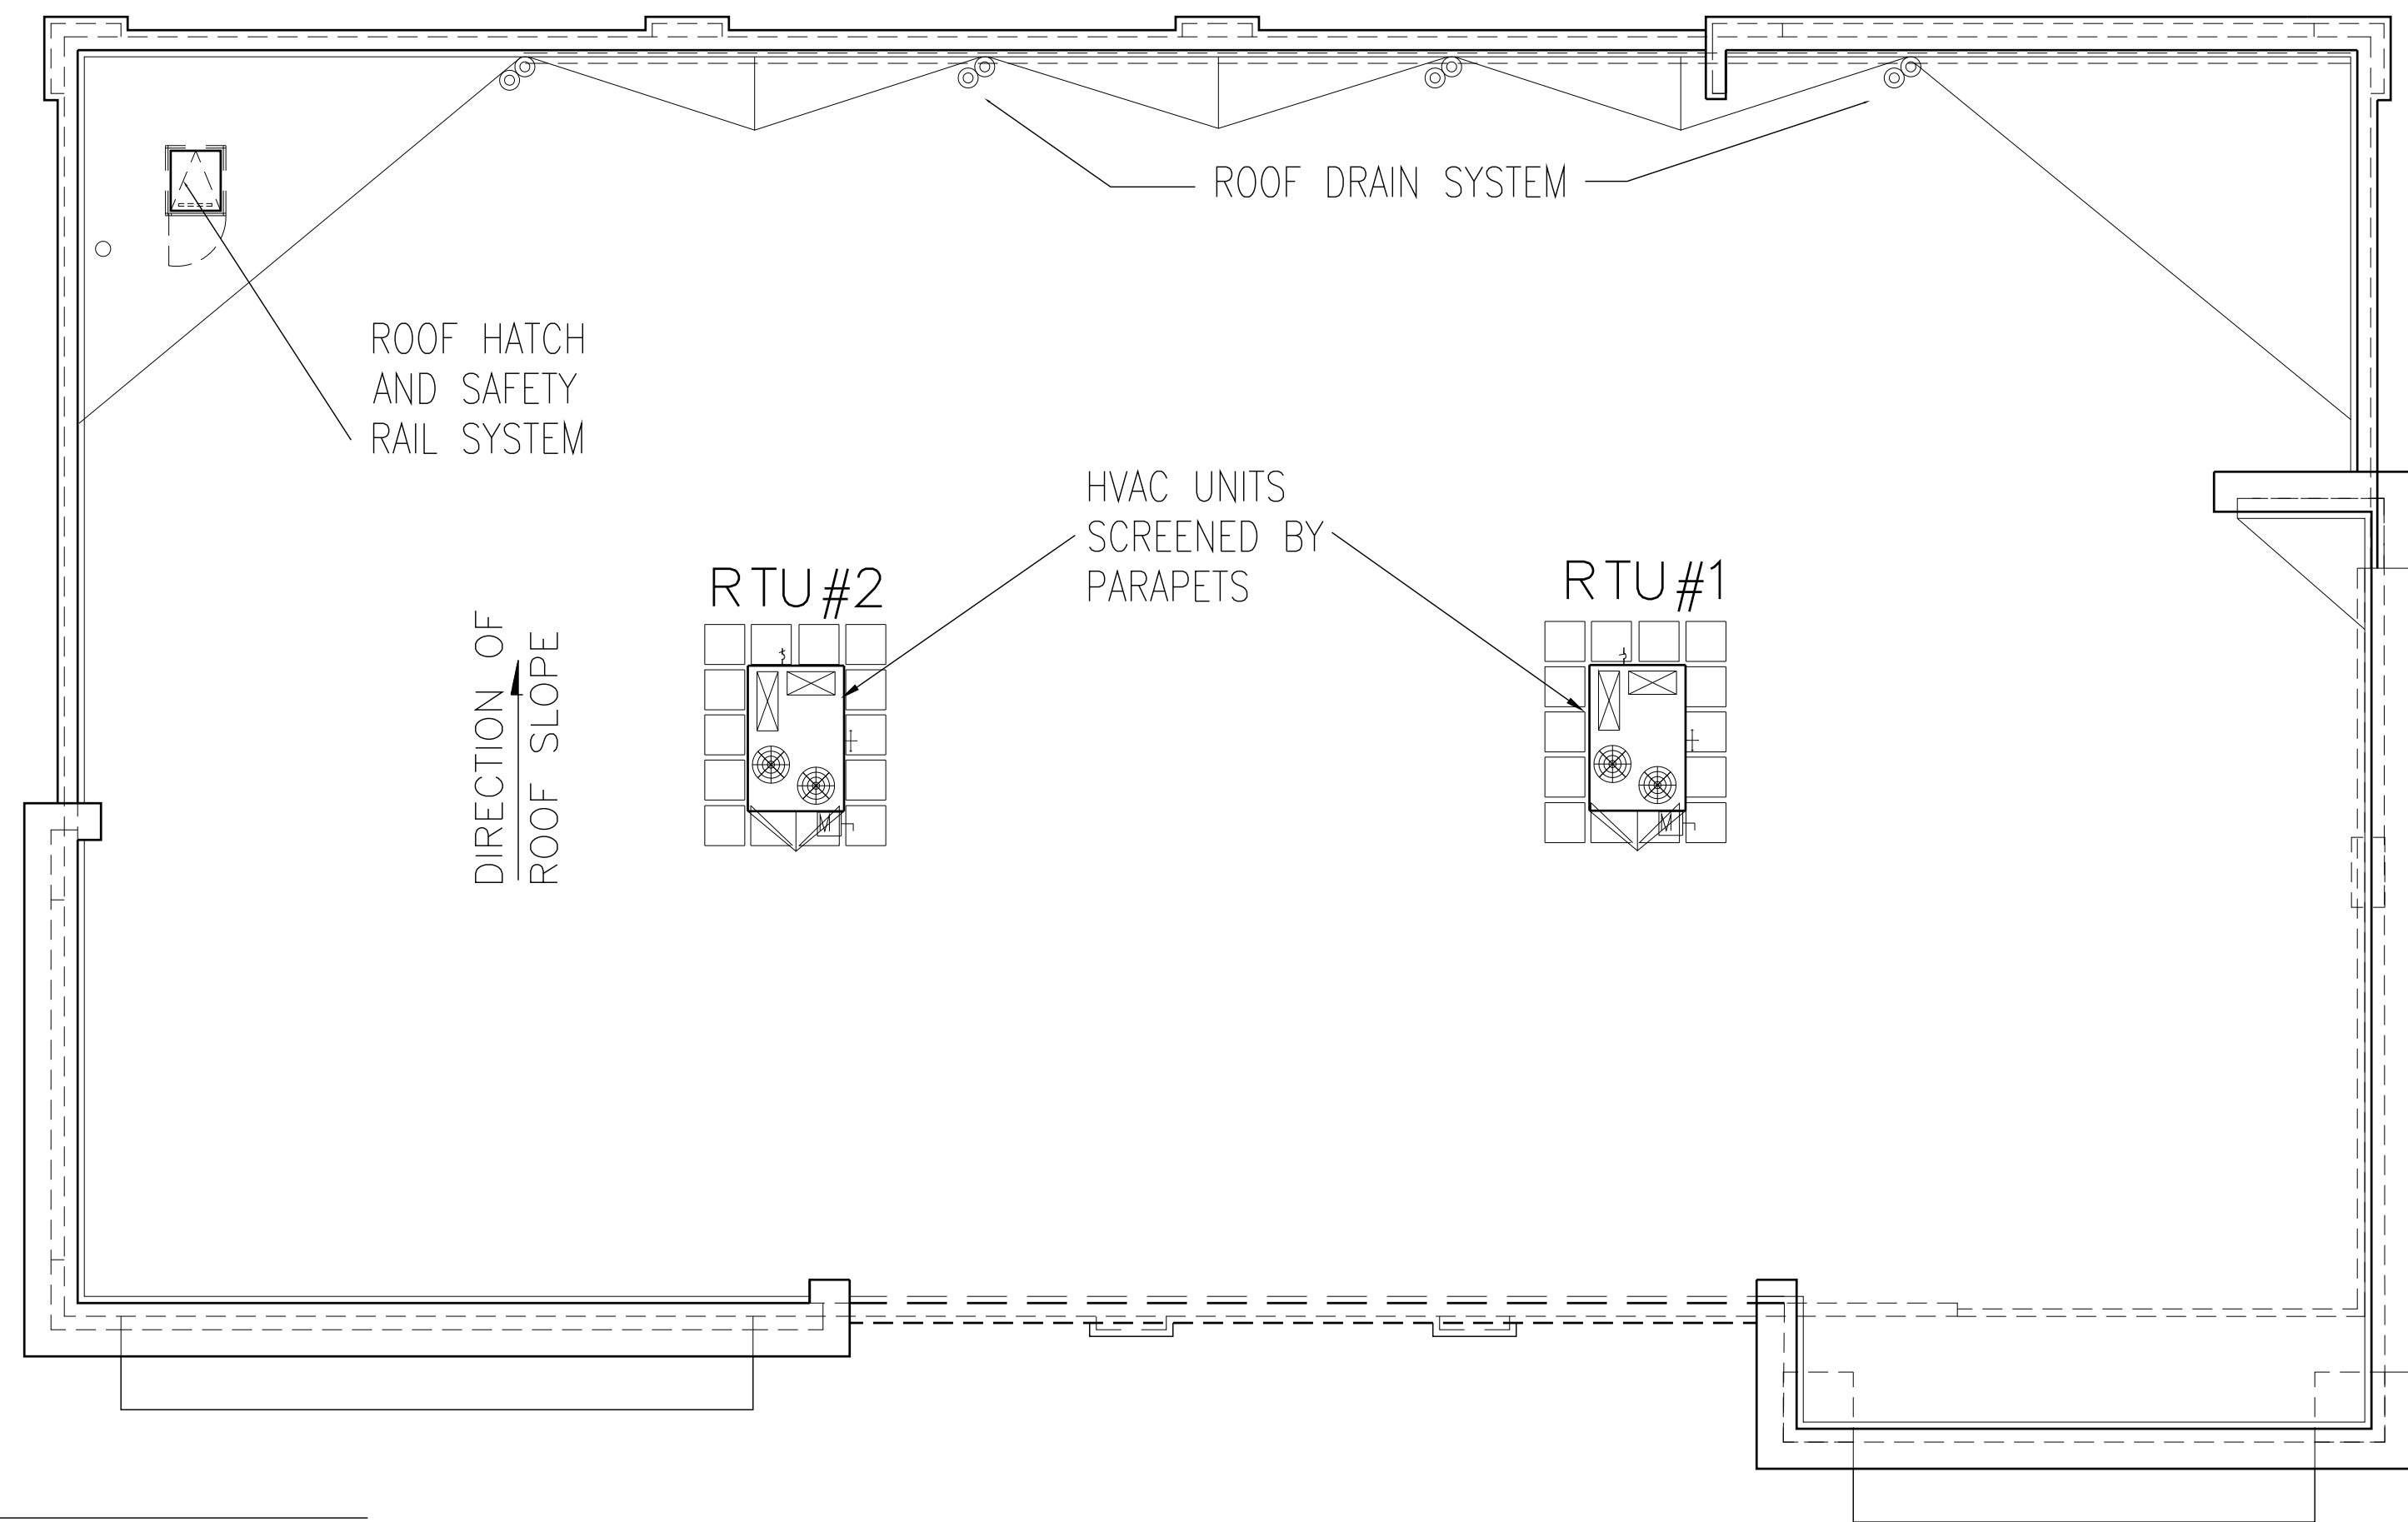 ROOF DRAIN SYSTEM
ROOF HATCH
AND SAFETY
RAIL SYSTEM
HVAC UNITS
SCREENED BY
PARAPETS
RTU#2
RTU#1
DIRECTION OF
ROOF SLOPE
M
M